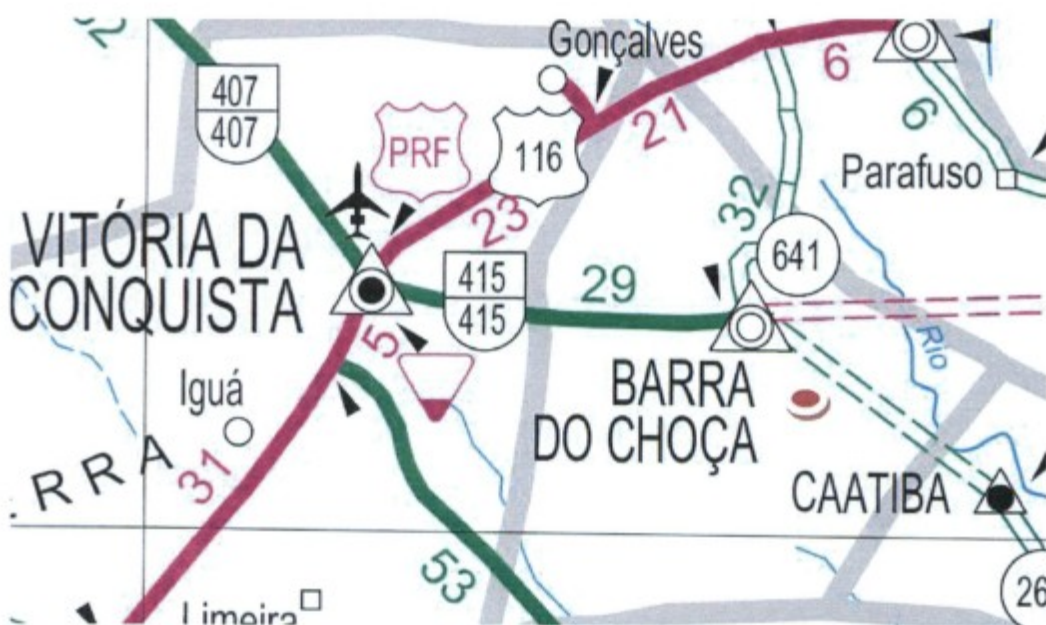 Gonçalves
6
407
407
21
9
PRF
116
Parafuso
23
32
VITÓRIA DA
CONQUISTA
641
415
415
29
5
Rio
Iguá
BARRA
DO CHOÇA
RRA
31
CAATIBA
53
26
Limeira